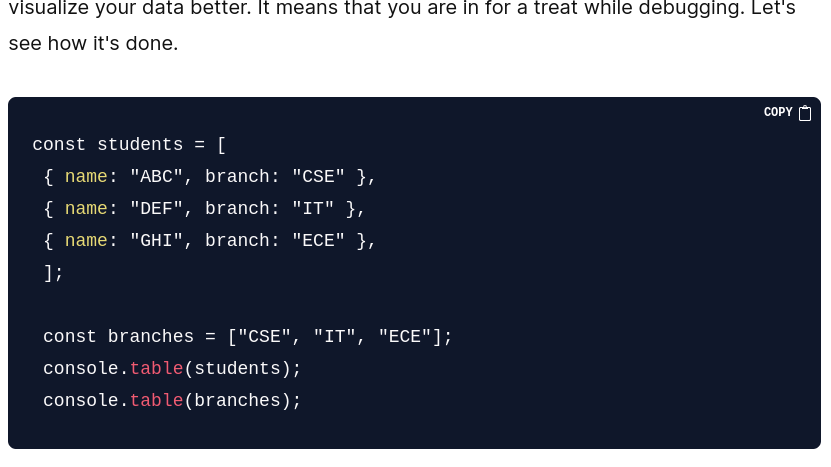 visualize your data better. It means that you are in for a treat while debugging. Let's
see how it's done.
COPY
const students = [
{ name: "ABC", branch: "CSE" },
{ name: "DEF", branch: "IT" },
{ name: "GHI", branch: "ECE" },
];
const branches = ["CSE", "IT", "ECE"];
console.table(students);
console.table(branches);